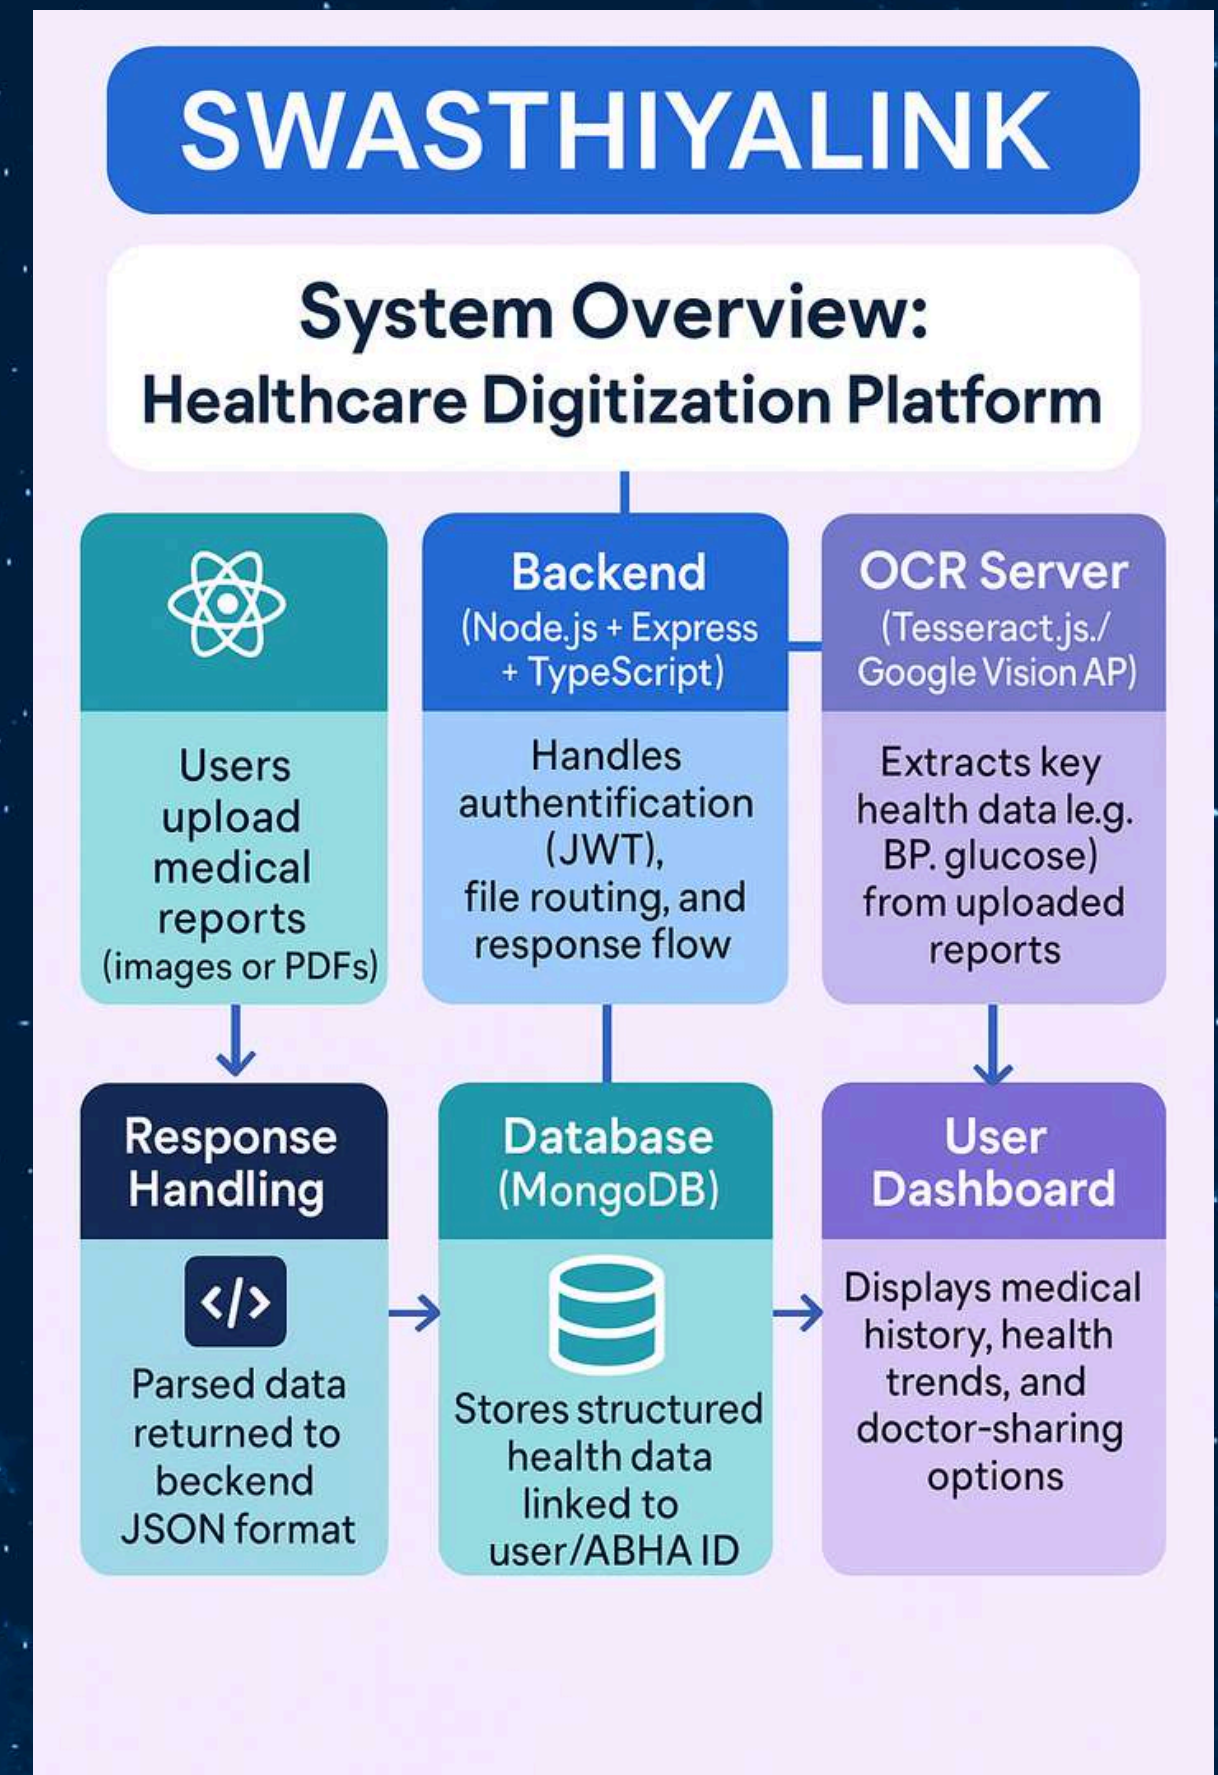 SWASTHIYALINK
System Overview:
Healthcare Digitization Platform
Users
upload
medical
reports
(images or PDFs)
Backend
(Node.js + Express
+ TypeScript)
Handles
authentification
(JWT),
file routing, and
response flow
OCR Server
(Tesseract.js./
Google Vision AP)
Extracts key
health data le.g.
BP. glucose)
from uploaded
reports
Response
Handling
</>
Parsed data
returned to
beckend
JSON format
Database
(MongoDB)
Stores structured
health data
linked to
user/ABHA ID
User
Dashboard
Displays medical
history, health
trends, and
doctor-sharing
options